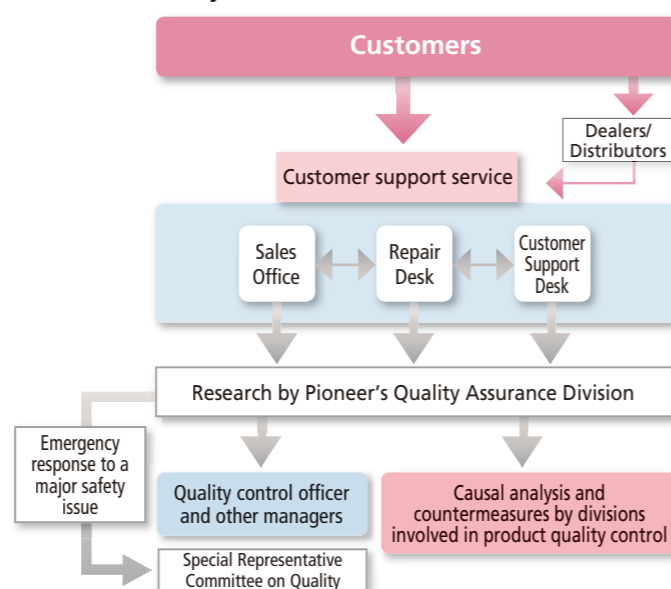 Customers
Dealers/
Distributors
Customer support service
Sales
Office
Repair
Desk
Customer
Support
Desk
Research by Pioneer's Quality Assurance Division
Emergency
response to a
major safety
issue
Quality control officer
and other managers
Causal analysis and
countermeasures by divisions
involved in product quality control
Special Representative
Committee on Quality